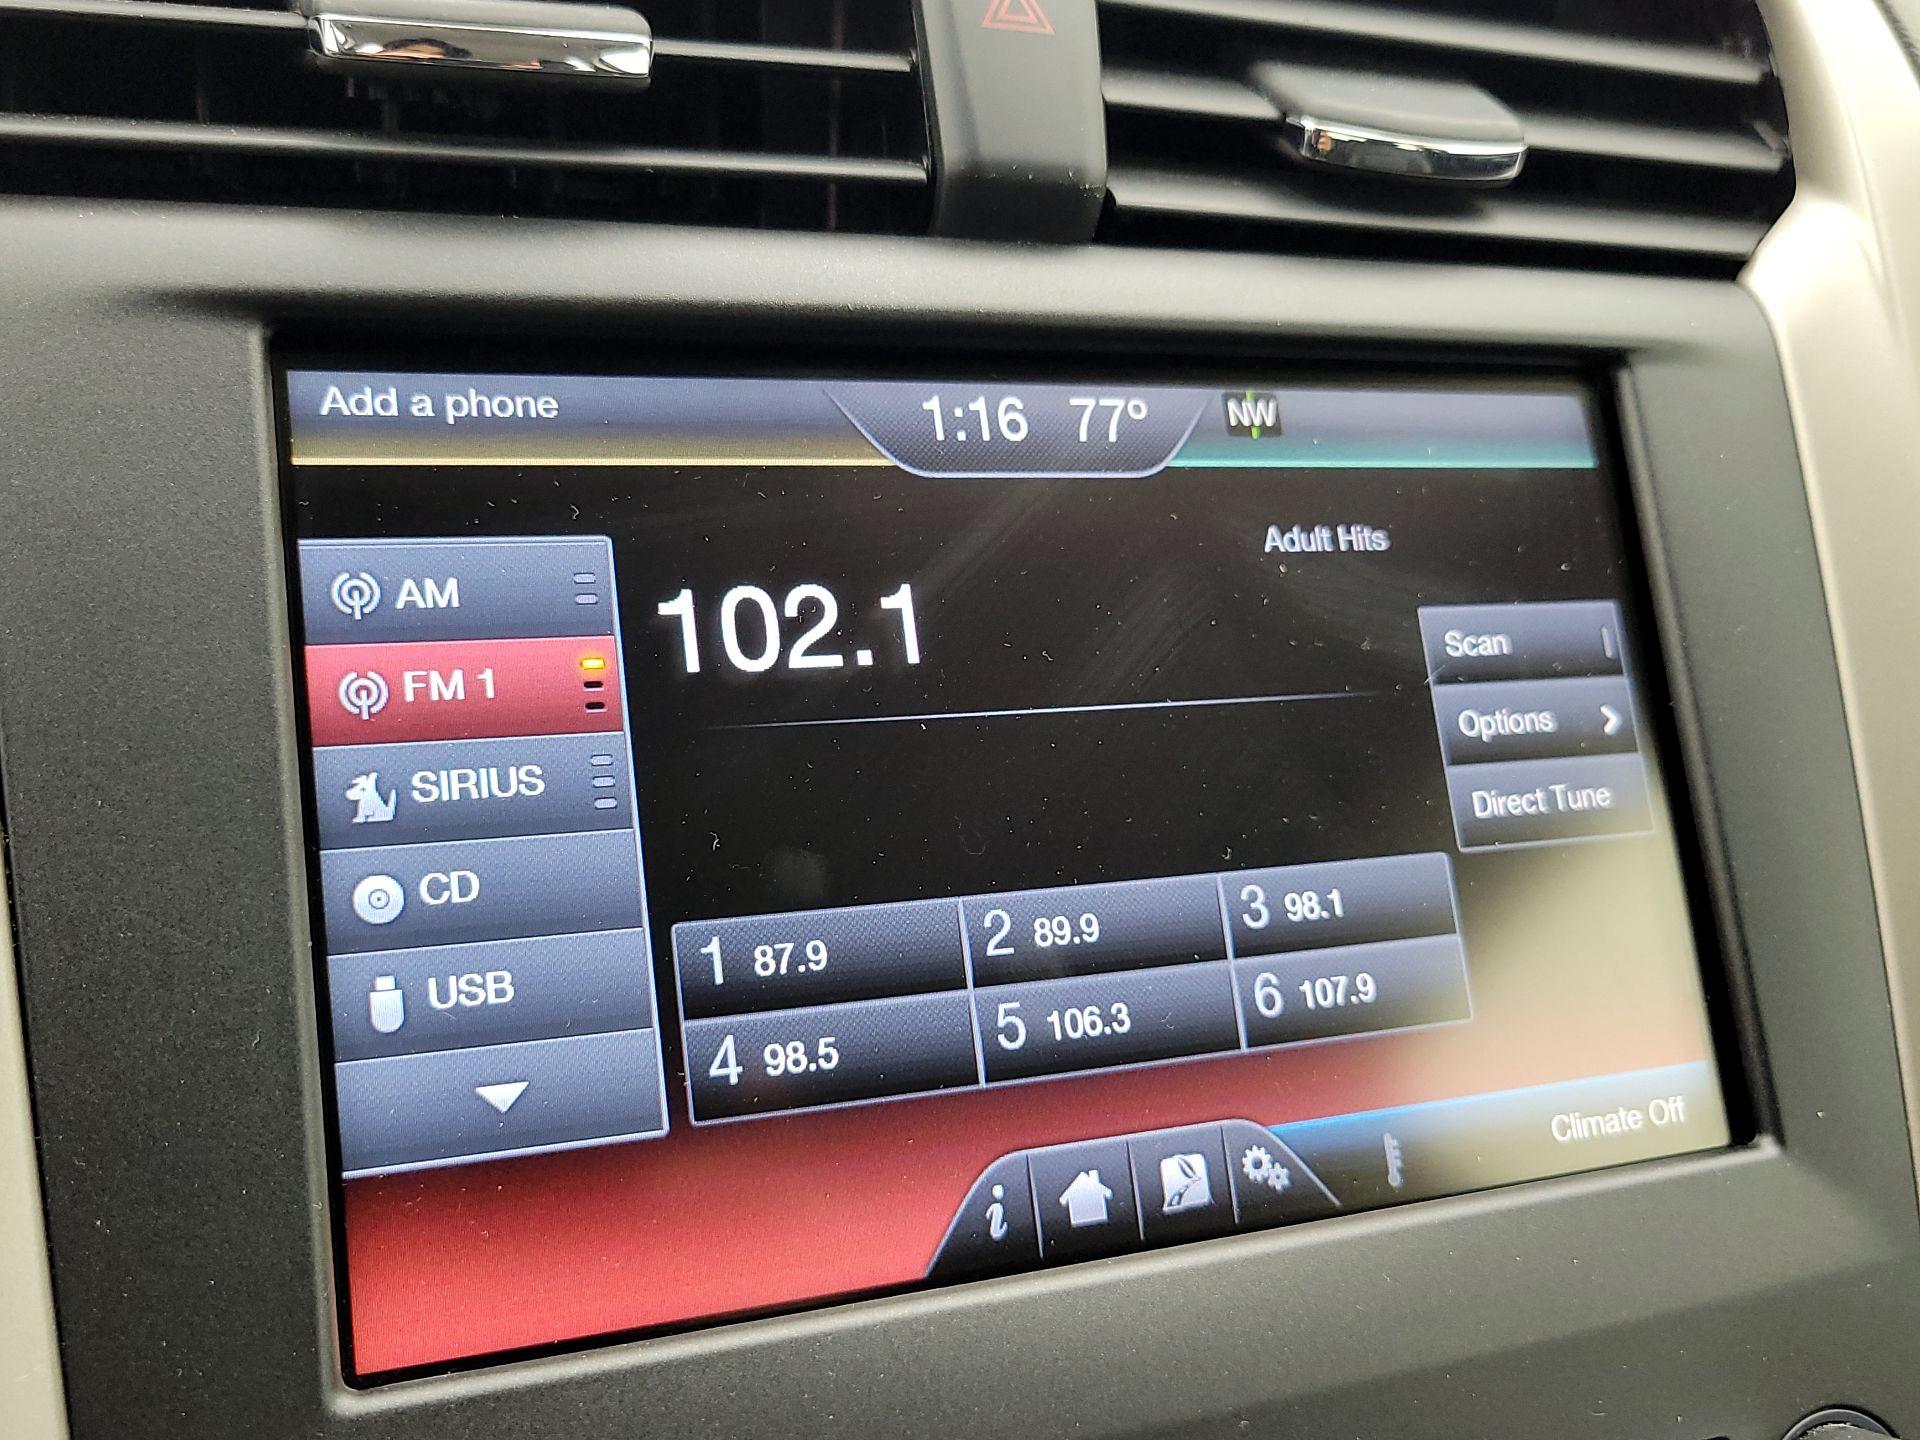 Add a phone
1:16 77°
NW
Adult Hits
AM
FM 1
SIRIUS
CD
USB
102.1
Scan
Options
Direct Tune
1 87.9
2 89.9
3 98.1
4 98.5
5 106.3
6 107.9
i
Climate Off